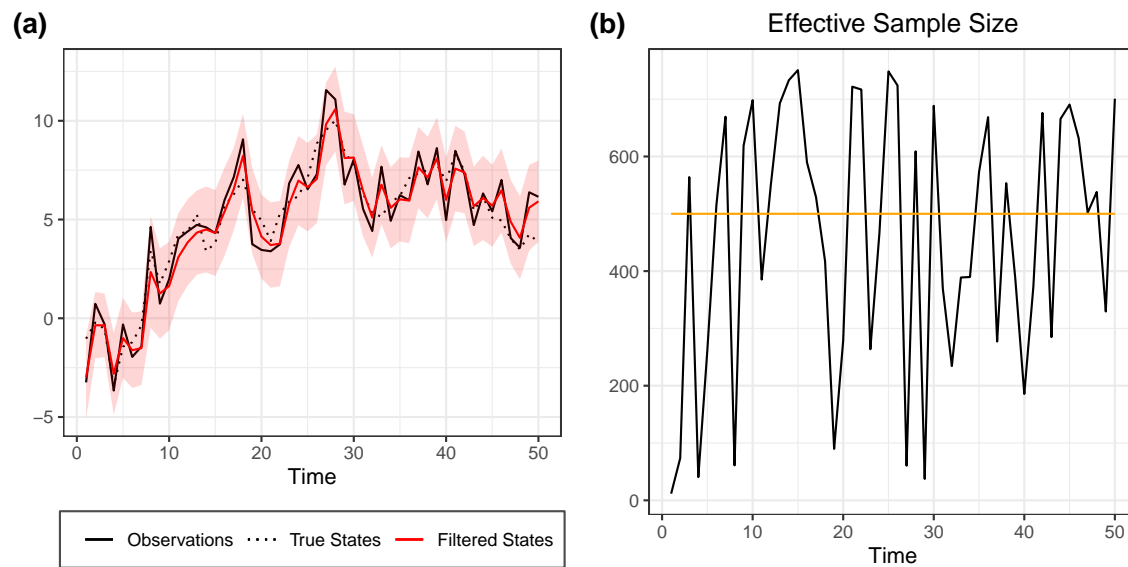 (a)
10
5
0
−5
0 10 20 30 40 50
Time
Observations True States Filtered States
(b) Effective Sample Size
600
400
200
0
0 10 20 30 40 50
Time